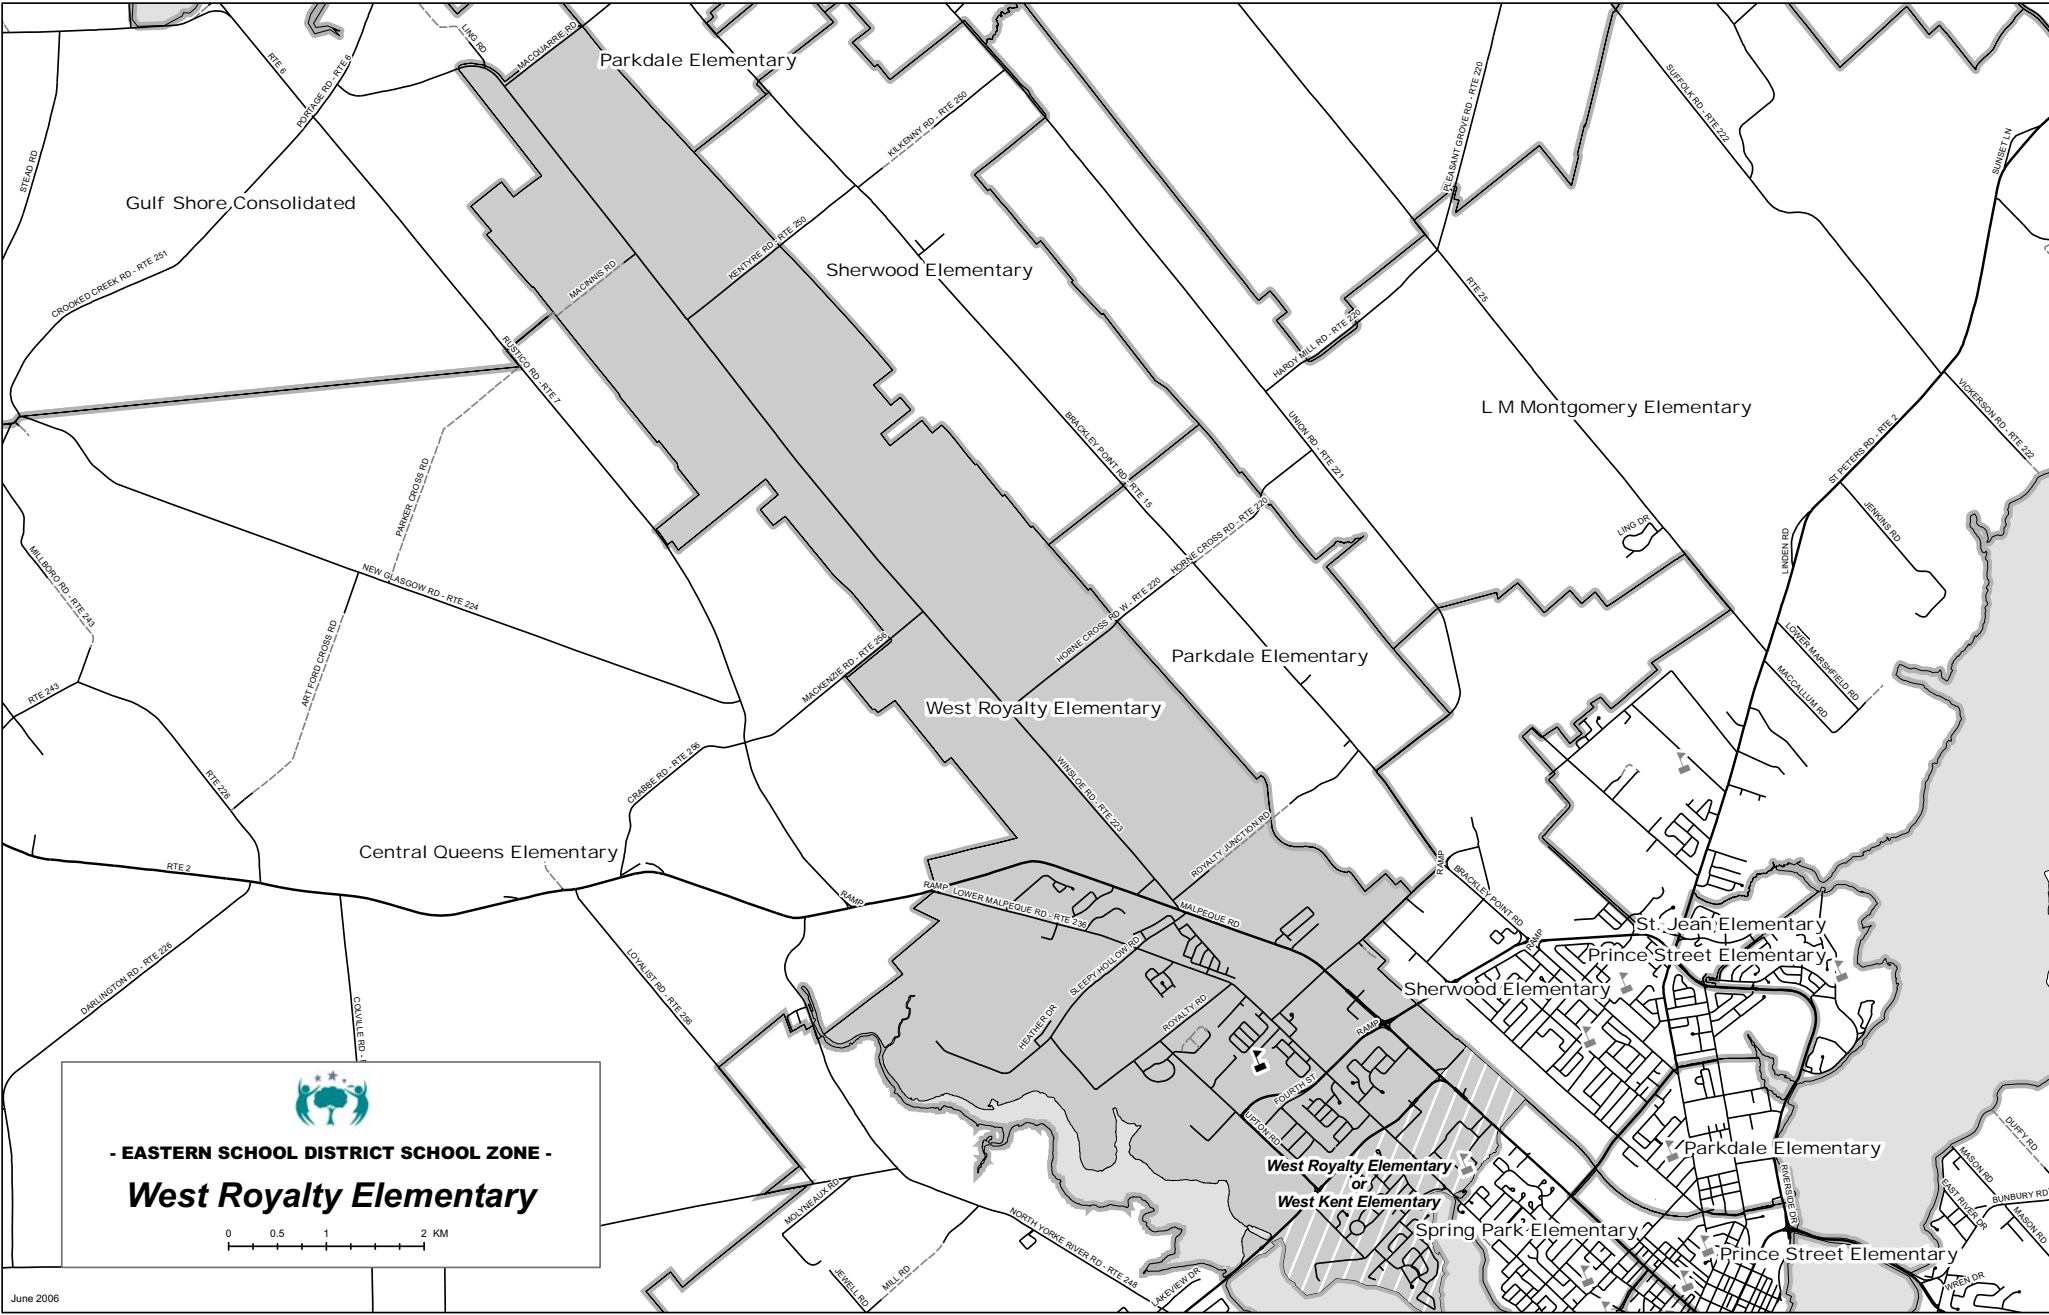 LING RD
MACQUARRIE RD
Parkdale Elementary
RTE 6
PORTAGE RD - RTE 6
KILKENNY RD - RTE 250
PLEASANT GROVE RD - RTE 220
SUFFOLK RD - RTE 222
SUNSET LN
STEAD RD
Gulf Shore Consolidated
CROOKED CREEK RD - RTE 251
MACINNIS RD
KENTYRE RD - RTE 250
Sherwood Elementary
RTE 25
HARDY MILL RD - RTE 220
RUSTICO RD - RTE 7
L M Montgomery Elementary
VICKERSON RD - RTE 222
ST PETERS RD - RTE 2
BRACKLEY POINT RD - RTE 15
UNION RD - RTE 221
PARKER CROSS RD
JENKINS RD
LING DR
LINDEN RD
HORNE CROSS RD - RTE 220
MILLBORO RD - RTE 243
NEW GLASGOW RD - RTE 224
HORNE CROSS RD W - RTE 220
ART FORD CROSS RD
MACKENZIE RD - RTE 256
Parkdale Elementary
LOWER MARSHFIELD RD
MACCALLUM RD
RTE 243
West Royalty Elementary
RTE 226
CRABBE RD - RTE 256
WINSLOE RD - RTE 223
ROYALTY JUNCTION RD
Central Queens Elementary
RTE 2
RAMP
RAMP
LOWER MALPEQUE RD - RTE 236
MALPEQUE RD
RAMP
BRACKLEY POINT RD
RAMP
St. Jean Elementary
Prince Street Elementary
SLEEPY HOLLOW RD
Sherwood Elementary
DARLINGTON RD - RTE 226
COLVILLE RD -
LOYALIST RD - RTE 256
HEATHER DR
ROYALTY RD
RAMP
FOURTH ST
UPTON RD
- EASTERN SCHOOL DISTRICT SCHOOL ZONE -
West Royalty Elementary
0 0.5 1 2 KM
West Royalty Elementary
or
West Kent Elementary
Parkdale Elementary
RIVERSIDE DR
Spring Park Elementary
Prince Street Elementary
DUFFY RD
MASON RD
EAST RIVER DR
BUNBURY RD
MASON RD
WREN DR
MOLYNEAUX RD
NORTH YORKE RIVER RD - RTE 248
JEWELL RD
MILL RD
LAKEVIEW DR
June 2006